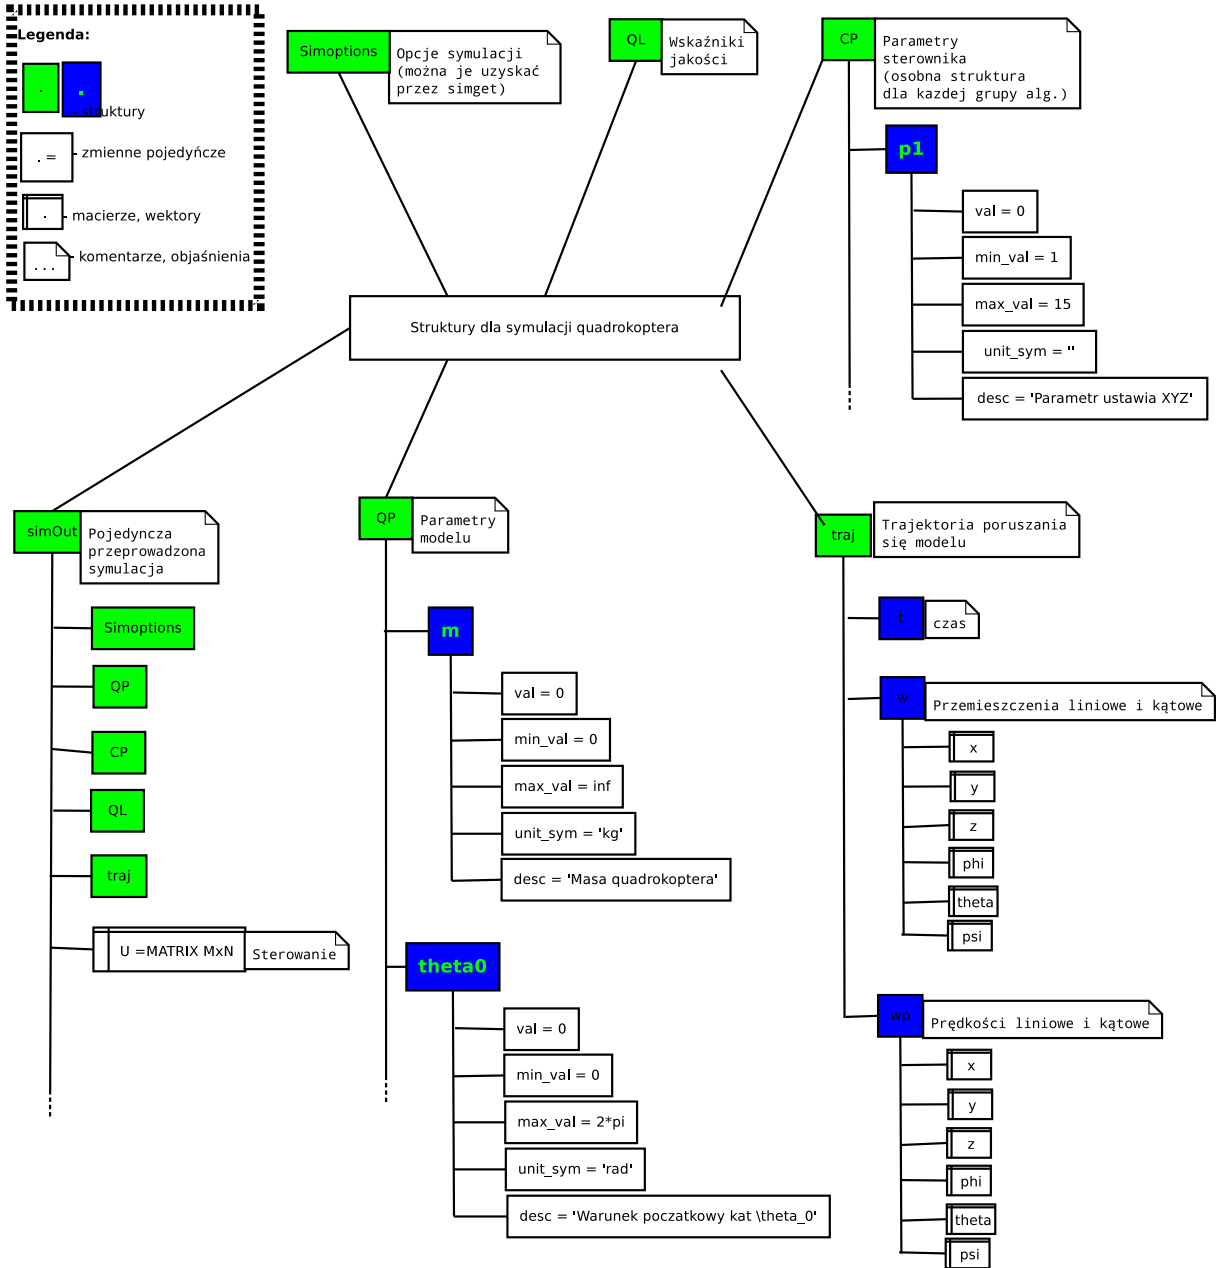 Legenda:
.
.
- struktury
. =
- zmienne pojedyńcze
.
- macierze, wektory
...
- komentarze, objaśnienia
Simoptions
Opcje symulacji
(można je uzyskać
przez simget)
QL
Wskaźniki
jakości
CP
Parametry
sterownika
(osobna struktura
dla kazdej grupy alg.)
p1
val = 0
min_val = 1
max_val = 15
unit_sym = ''
desc = 'Parametr ustawia XYZ'
Struktury dla symulacji quadrokoptera
simOut
Pojedyncza
przeprowadzona
symulacja
Simoptions
QP
CP
QL
traj
U =MATRIX MxN
Sterowanie
QP
Parametry
modelu
m
val = 0
min_val = 0
max_val = inf
unit_sym = 'kg'
desc = 'Masa quadrokoptera'
theta0
val = 0
min_val = 0
max_val = 2*pi
unit_sym = 'rad'
desc = 'Warunek poczatkowy kat \theta_0'
traj
Trajektoria poruszania
się modelu
t
czas
w
Przemieszczenia liniowe i kątowe
x
y
z
phi
theta
psi
wp
Prędkości liniowe i kątowe
x
y
z
phi
theta
psi